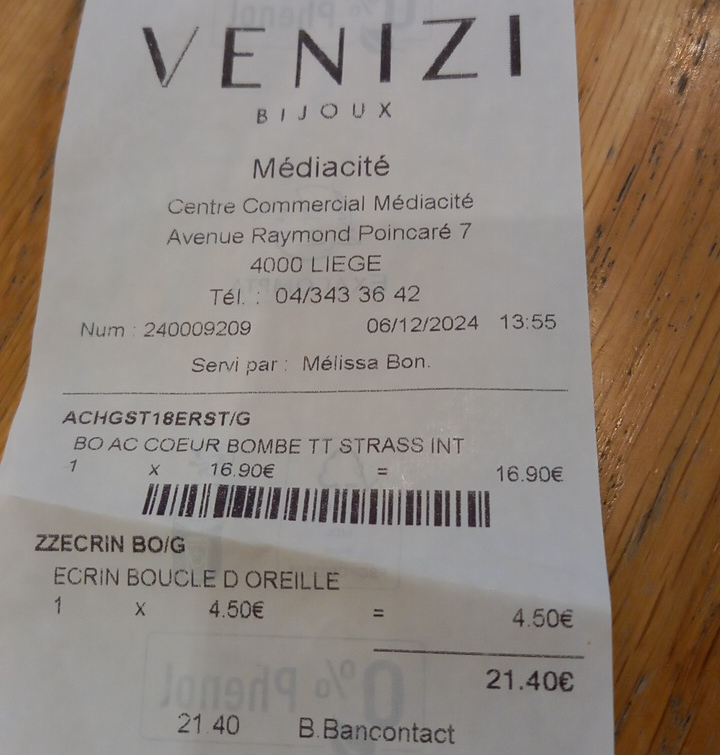 VENIZI
BIJOUX
Médiacité
Centre Commercial Médiacité
Avenue Raymond Poincaré 7
4000 LIEGE
Tél. : 04/343 36 42
Num : 240009209 06/12/2024 13:55
Servi par : Mélissa Bon.
ACHGST18ERST/G
BO AC COEUR BOMBE TT STRASS INT
1 x 16.90€ = 16.90€
ZZECRIN BO/G
ECRIN BOUCLE D OREILLE
1 X 4.50€ = 4.50€
21.40€
0% Phenol
21.40 B.Bancontact